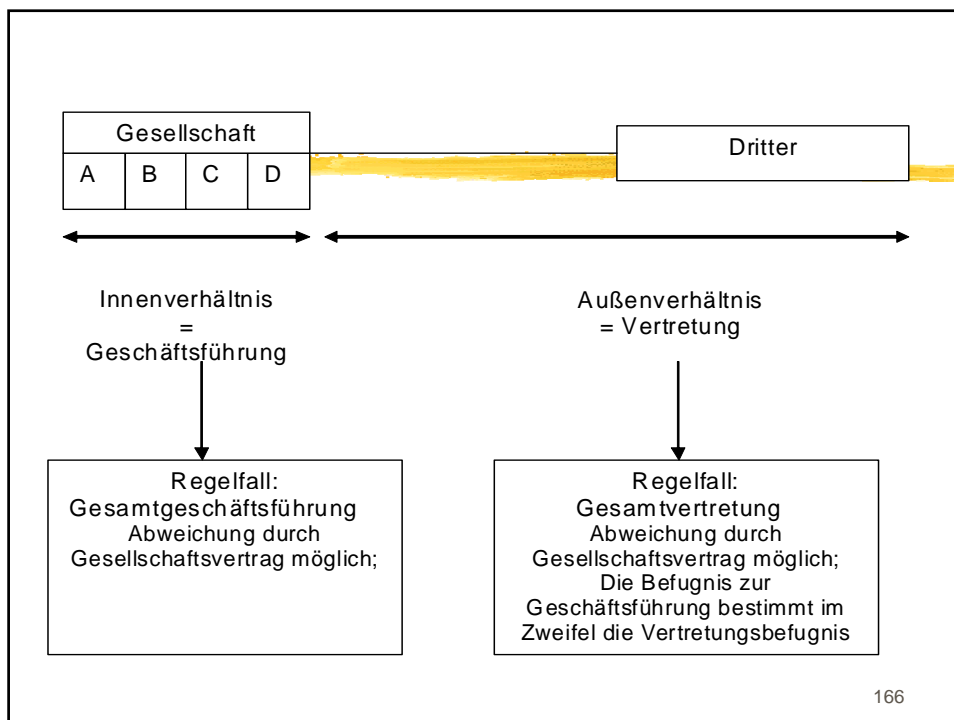 Gesellschaft
A B C D
Dritter
Innenverhältnis
=
Geschäftsführung
Außenverhältnis
= Vertretung
Regelfall:
Gesamtgeschäftsführung
Abweichung durch
Gesellschaftsvertrag möglich;
Regelfall:
Gesamtvertretung
Abweichung durch
Gesellschaftsvertrag möglich;
Die Befugnis zur
Geschäftsführung bestimmt im
Zweifel die Vertretungsbefugnis
166